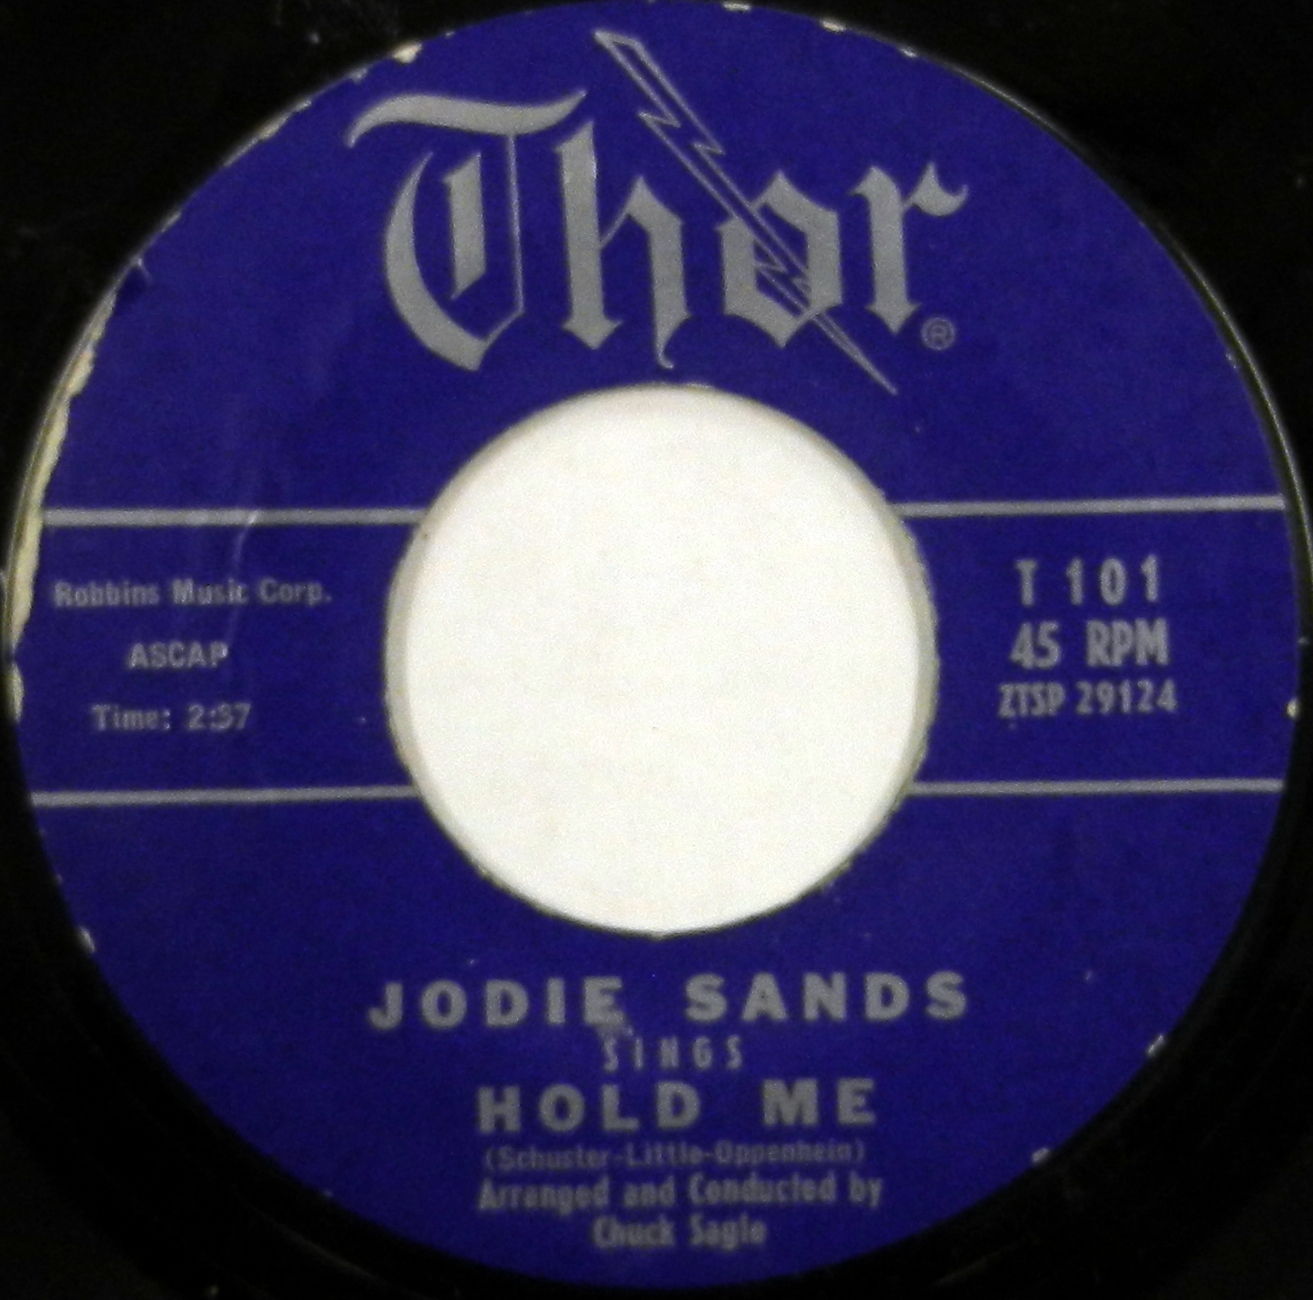 Thor®
Robbins Music Corp.
ASCAP
Time: 2:37
T 101
45 RPM
ZTSP 29124
JODIE SANDS
SINGS
HOLD ME
(Schuster-Little-Oppenhein)
Arranged and Conducted by
Chuck Sagle